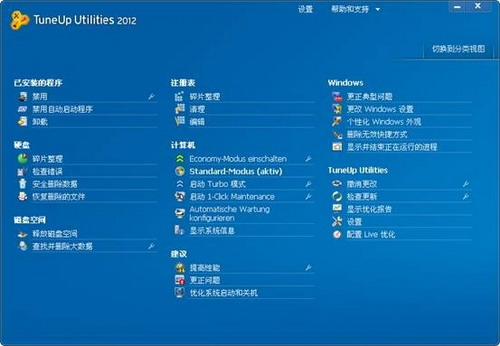 TuneUp Utilities 2012
设置
帮助和支持
切换到分类视图
已安装的程序
禁用
禁用自动启动程序
卸载
硬盘
碎片整理
检查错误
安全删除数据
恢复删除的文件
磁盘空间
释放磁盘空间
查找并删除大数据
注册表
碎片整理
清理
编辑
计算机
Economy-Modus einschalten
Standard-Modus (aktiv)
启动 Turbo 模式
启动 1-Click Maintenance
Automatische Wartung
konfigurieren
显示系统信息
建议
提高性能
更正问题
优化系统启动和关机
Windows
更正典型问题
更改 Windows 设置
个性化 Windows 外观
删除无效快捷方式
显示并结束正在运行的进程
TuneUp Utilities
撤消更改
检查更新
显示优化报告
设置
配置 Live 优化